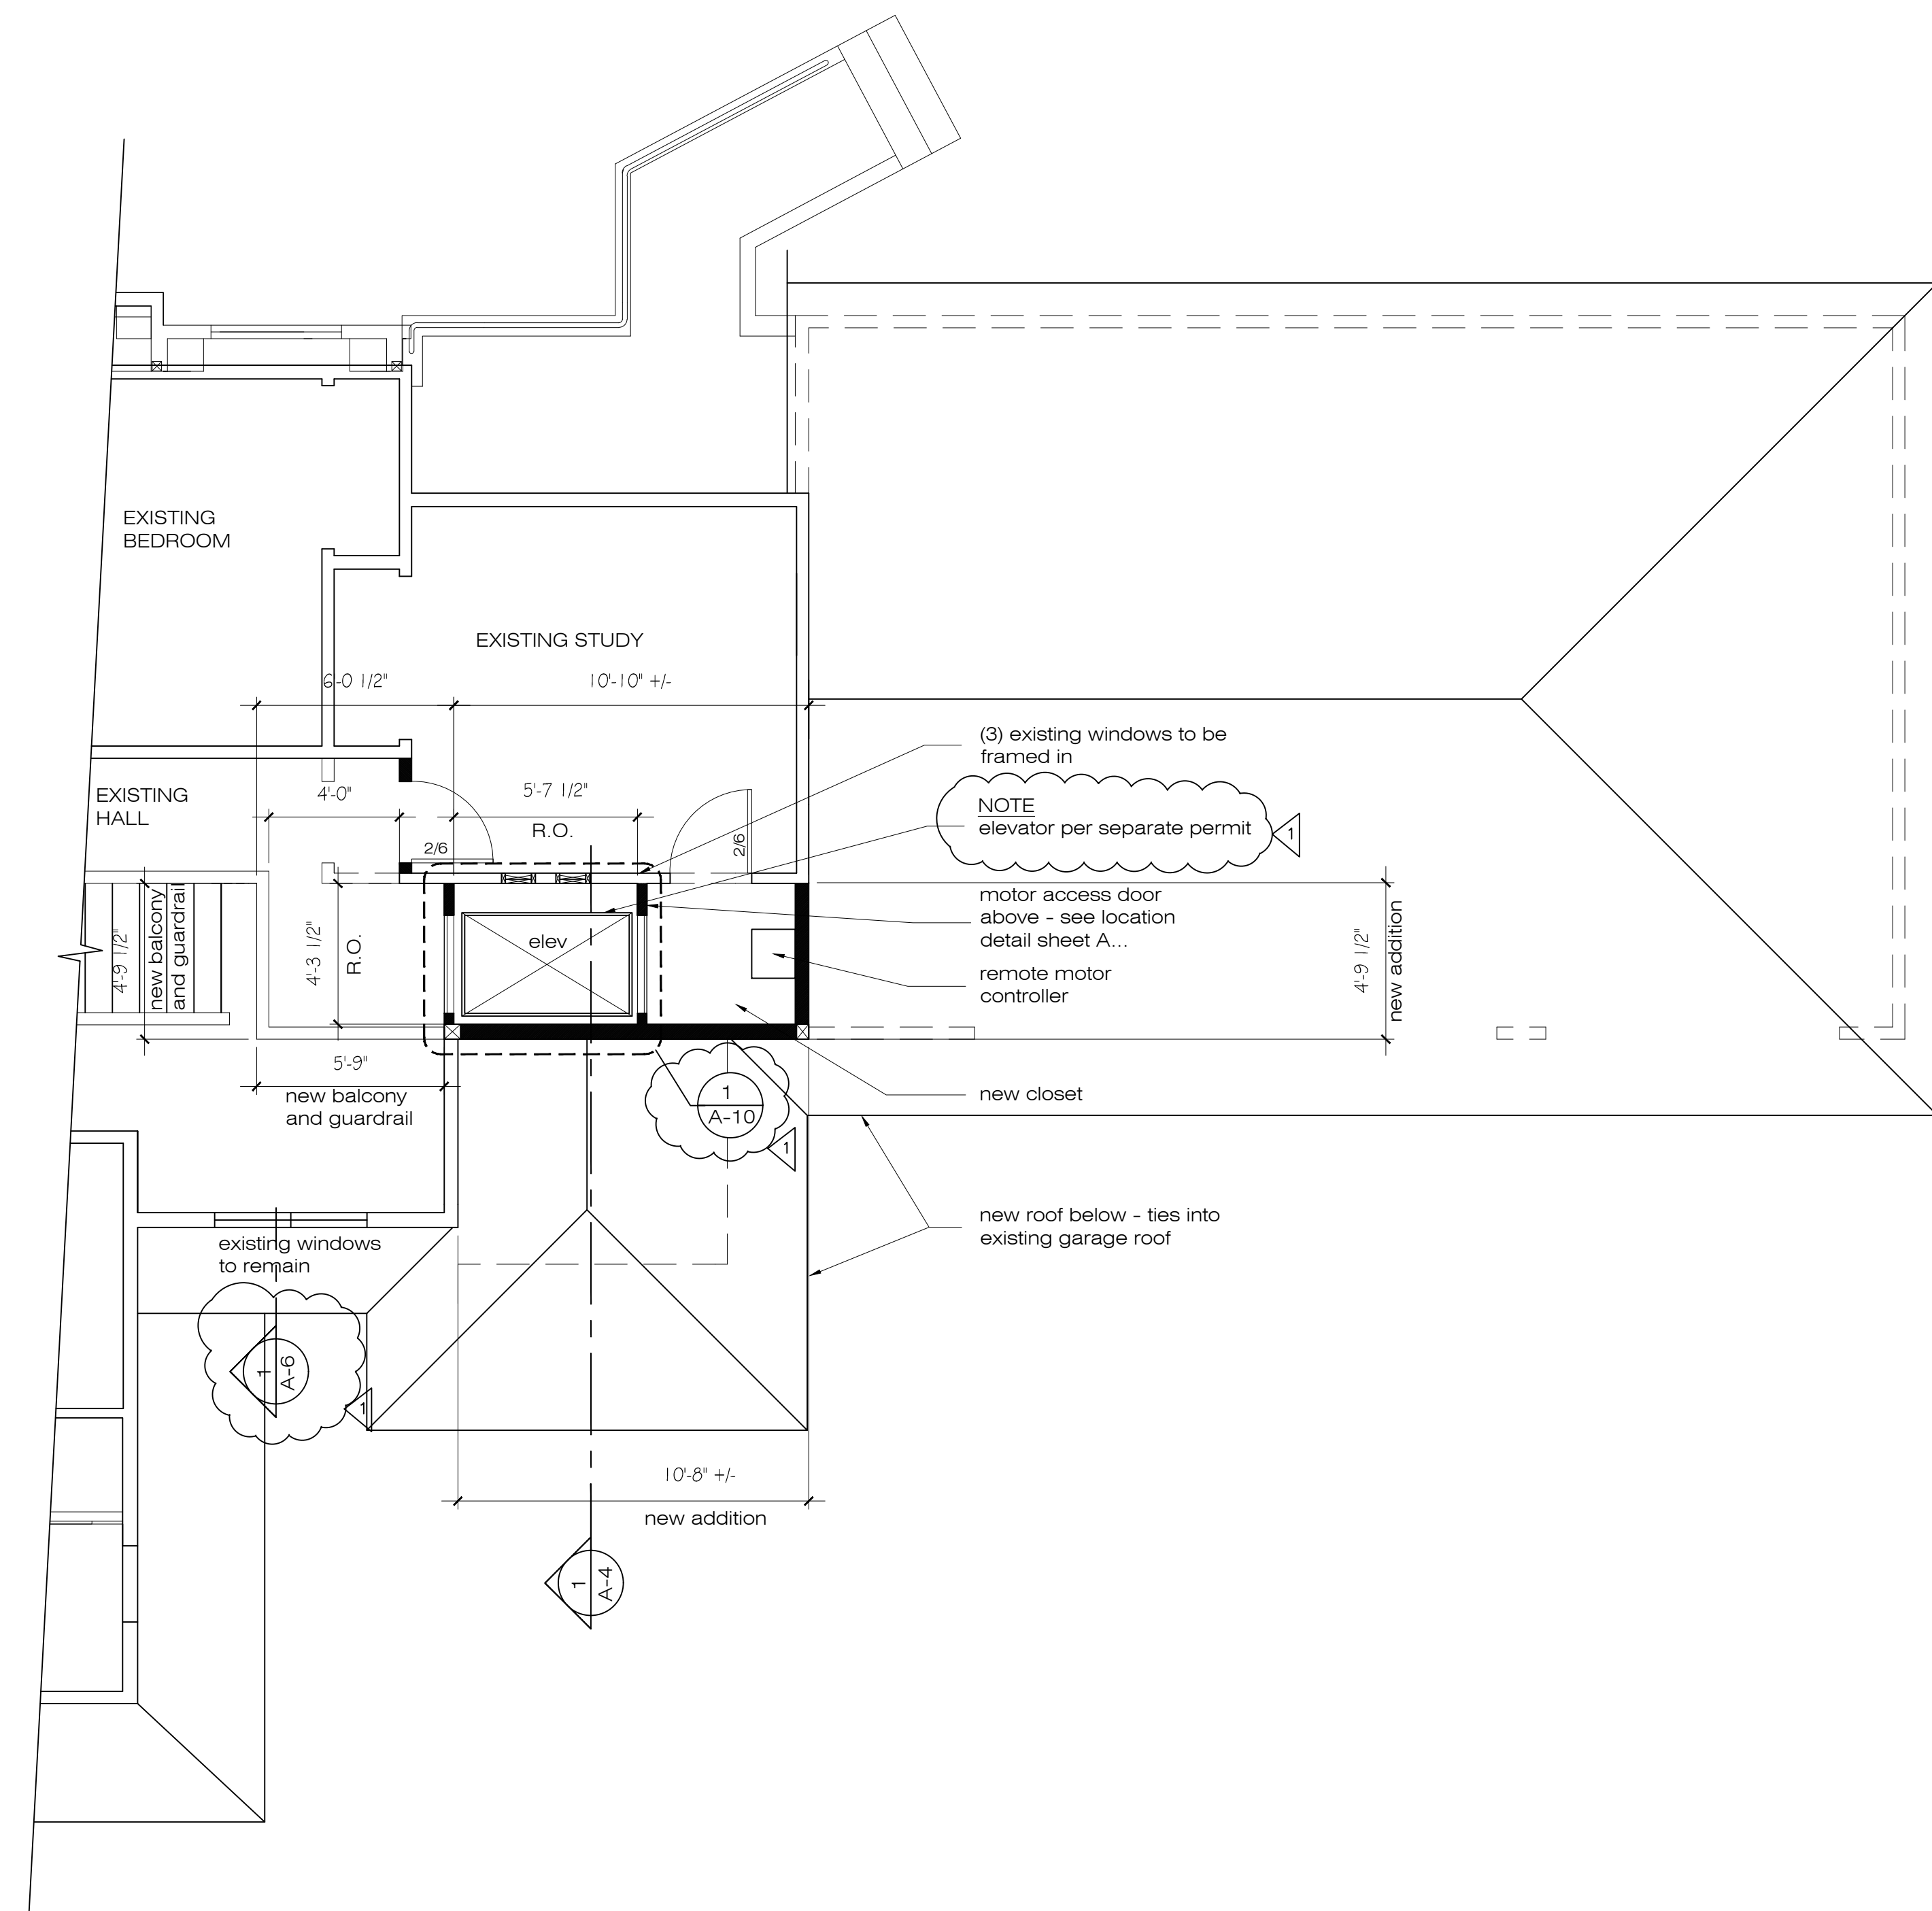 EXISTING
BEDROOM
EXISTING STUDY
6'-0 1/2"
10'-10" +/-
(3) existing windows to be
framed in
EXISTING
HALL
4'-0"
5'-7 1/2"
R.O.
2/6
2/6
NOTE
elevator per separate permit
1
motor access door
above - see location
detail sheet A...
4'-9 1/2"
new balcony
and guardrail
4'-3 1/2"
R.O.
elev
4'-9 1/2"
new addition
remote motor
controller
5'-9"
new balcony
and guardrail
1
A-10
1
new closet
new roof below - ties into
existing garage roof
existing windows
to remain
1
A-6
1
10'-8" +/-
new addition
1
A-4